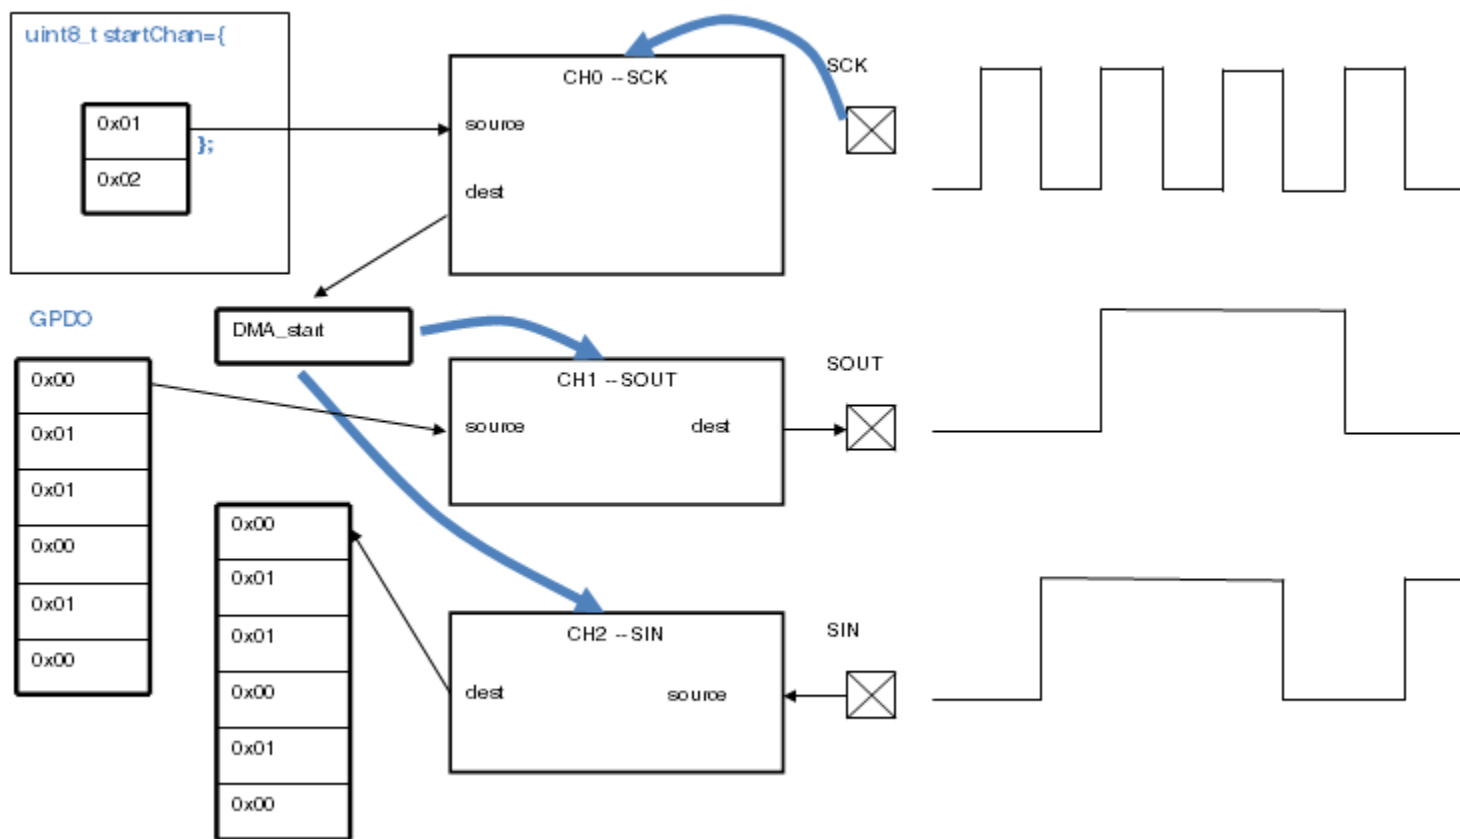 uint8_t startChan={
0x01
};
0x02
CH0 --SCK
source
dest
SCK
GPDO
DMA_start
0x00
0x01
0x01
0x00
0x01
0x00
CH1 --SOUT
source
dest
SOUT
0x00
0x01
0x01
0x00
0x01
0x00
CH2 --SIN
dest
source
SIN